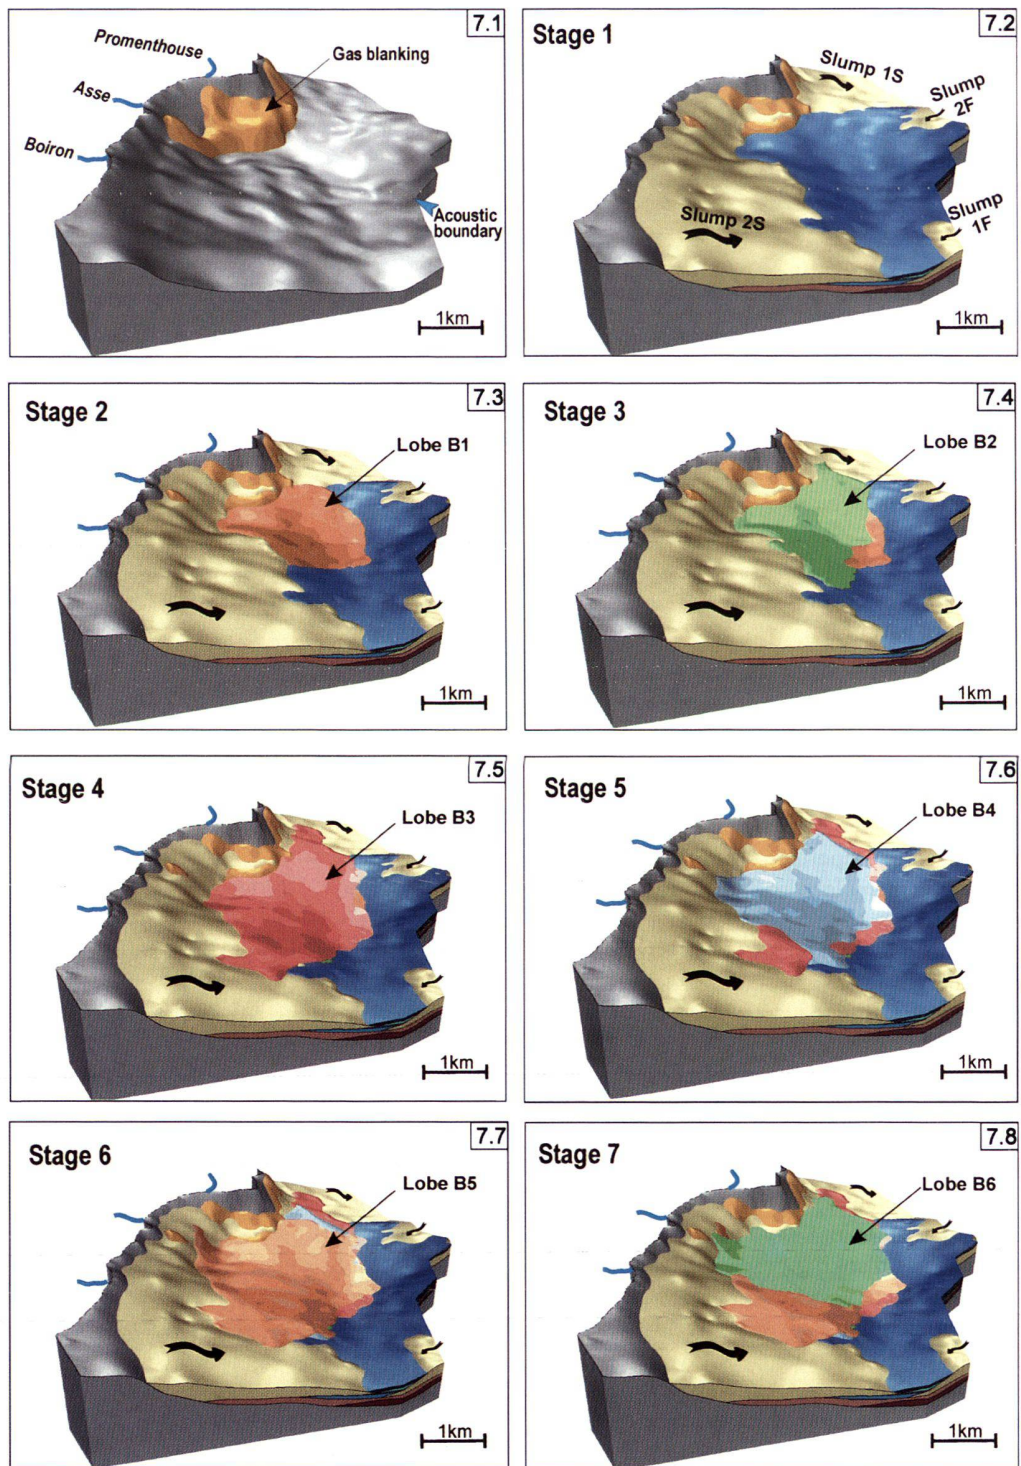 7.1
Promenthouse
Gas blanking
Asse
Boiron
Acoustic
boundary
1km
7.2
Stage 1
Slump 1S
Slump
2F
Slump 2S
Slump
1F
1km
7.3
Stage 2
Lobe B1
1km
7.4
Stage 3
Lobe B2
1km
7.5
Stage 4
Lobe B3
1km
7.6
Stage 5
Lobe B4
1km
7.7
Stage 6
Lobe B5
1km
7.8
Stage 7
Lobe B6
1km